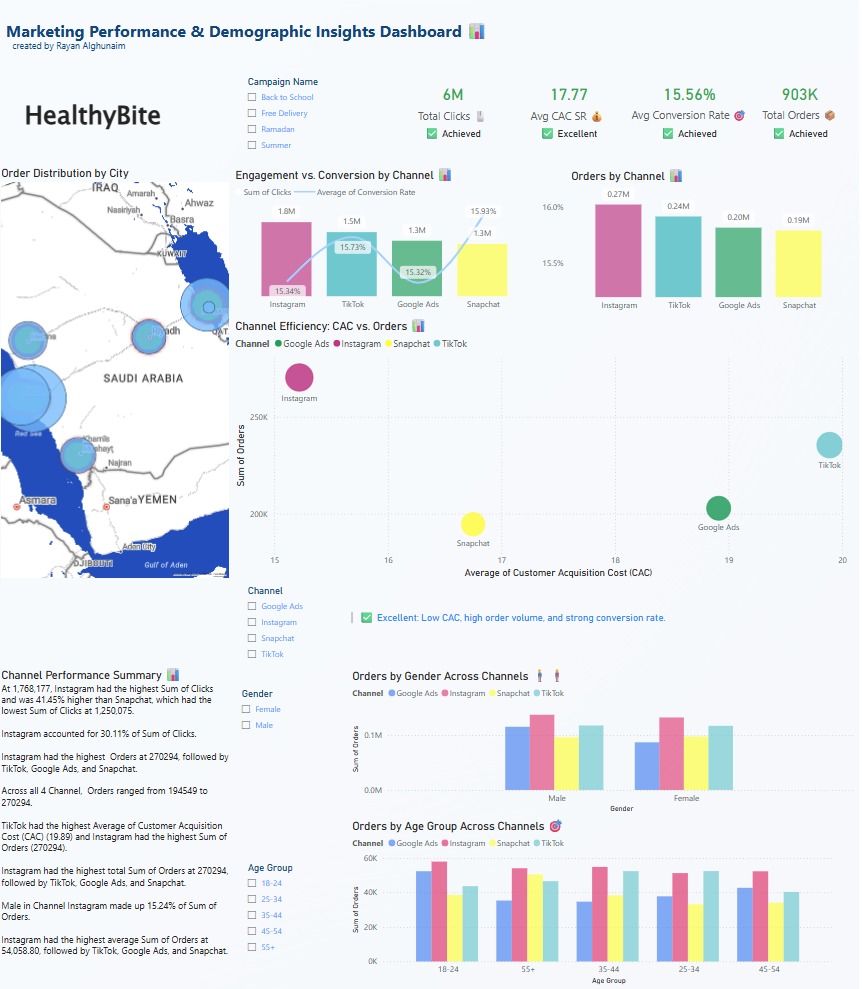 Marketing Performance & Demographic Insights Dashboard
created by Rayan Alghunaim
HealthyBite
Campaign Name
Back to School
Free Delivery
Ramadan
Summer
6M
Total Clicks
Achieved
17.77
Avg CAC SR
Excellent
15.56%
Avg Conversion Rate
Achieved
903K
Total Orders
Achieved
Order Distribution by City
IRAQ
Amarah
Ahwaz
Nasiriyah
Basra
KUWAIT
SAUDI ARABIA
Red Sea
Khamis
Najran
Asmara
Sana'a
YEMEN
Aden City
DJIBOUTI
Gulf of Aden
Engagement vs. Conversion by Channel
Sum of Clicks
Average of Conversion Rate
1.8M
1.5M
1.3M
1.3M
15.34%
15.73%
15.32%
15.93%
Instagram
TikTok
Google Ads
Snapchat
16.0%
15.5%
Orders by Channel
0.27M
0.24M
0.20M
0.19M
Instagram
TikTok
Google Ads
Snapchat
Channel Efficiency: CAC vs. Orders
Channel Google Ads Instagram Snapchat TikTok
Sum of Orders
250K
200K
Instagram
TikTok
Google Ads
Snapchat
15 16 17 18 19 20
Average of Customer Acquisition Cost (CAC)
Channel
Google Ads
Instagram
Snapchat
TikTok
Excellent: Low CAC, high order volume, and strong conversion rate.
Channel Performance Summary
At 1,768,177, Instagram had the highest Sum of Clicks
and was 41.45% higher than Snapchat, which had the
lowest Sum of Clicks at 1,250,075.
Instagram accounted for 30.11% of Sum of Clicks.
Instagram had the highest Orders at 270294, followed by
TikTok, Google Ads, and Snapchat.
Across all 4 Channel, Orders ranged from 194549 to
270294.
TikTok had the highest Average of Customer Acquisition
Cost (CAC) (19.89) and Instagram had the highest Sum of
Orders (270294).
Instagram had the highest total Sum of Orders at 270,294,
followed by TikTok, Google Ads, and Snapchat.
Male in Channel Instagram made up 15.24% of Sum of
Orders.
Instagram had the highest average Sum of Orders at
54,058.80, followed by TikTok, Google Ads, and Snapchat.
Gender
Female
Male
Age Group
18-24
25-34
35-44
45-54
55+
Orders by Gender Across Channels
Channel Google Ads Instagram Snapchat TikTok
Sum of Orders
0.1M
0.0M
Male
Female
Gender
Orders by Age Group Across Channels
Channel Google Ads Instagram Snapchat TikTok
Sum of Orders
60K
40K
20K
0K
18-24
55+
35-44
25-34
45-54
Age Group